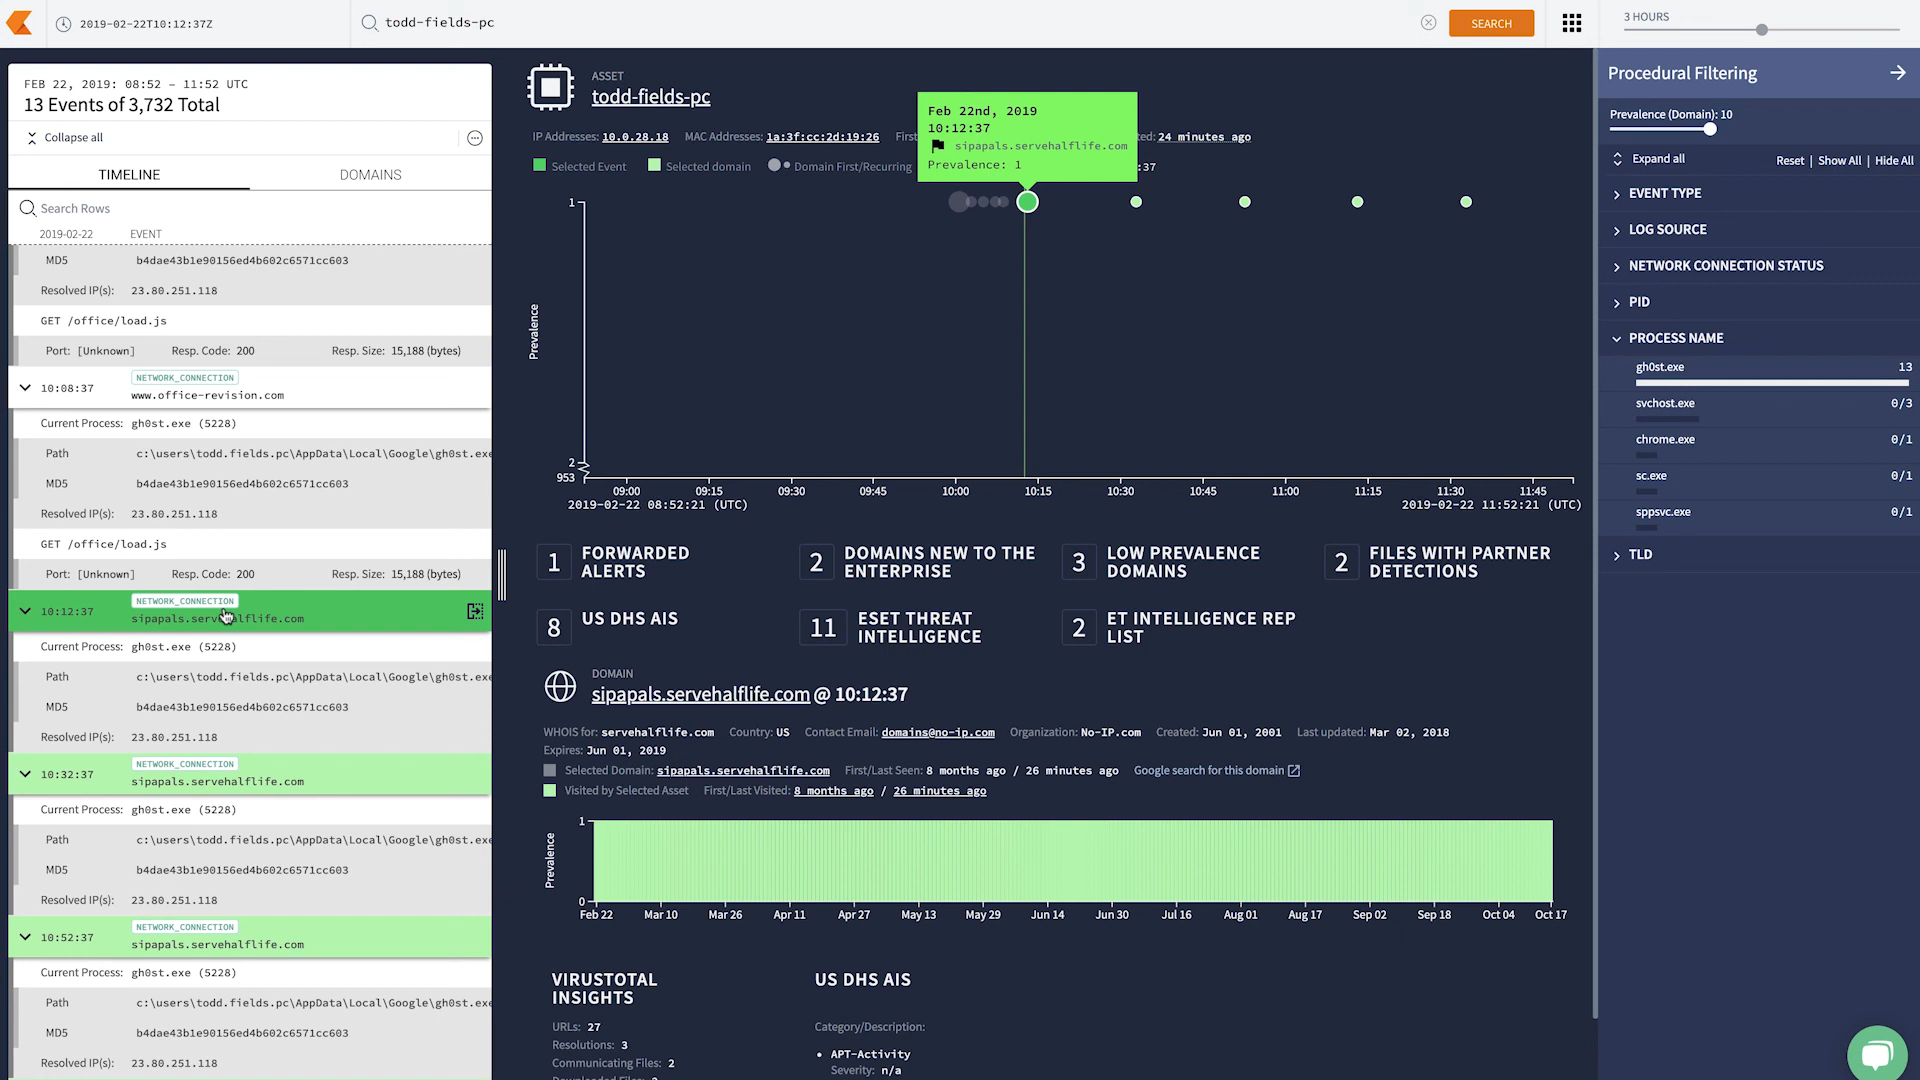 2019-02-22T10:12:37Z
todd-fields-pc
SEARCH
3 HOURS
FEB 22, 2019: 08:52 – 11:52 UTC
13 Events of 3,732 Total
Collapse all
TIMELINE DOMAINS
Search Rows
2019-02-22 EVENT
MD5 b4dae43b1e90156ed4b602c6571cc603
Resolved IP(s): 23.80.251.118
GET /office/load.js
Port: [Unknown] Resp. Code: 200 Resp. Size: 15,188 (bytes)
NETWORK_CONNECTION
10:08:37
www.office-revision.com
Current Process: gh0st.exe (5228)
Path c:\users\todd.fields.pc\AppData\Local\Google\gh0st.exe
MD5 b4dae43b1e90156ed4b602c6571cc603
Resolved IP(s): 23.80.251.118
GET /office/load.js
Port: [Unknown] Resp. Code: 200 Resp. Size: 15,188 (bytes)
NETWORK_CONNECTION
10:12:37
sipapals.servehalflife.com
Current Process: gh0st.exe (5228)
Path c:\users\todd.fields.pc\AppData\Local\Google\gh0st.exe
MD5 b4dae43b1e90156ed4b602c6571cc603
Resolved IP(s): 23.80.251.118
NETWORK_CONNECTION
10:32:37
sipapals.servehalflife.com
Current Process: gh0st.exe (5228)
Path c:\users\todd.fields.pc\AppData\Local\Google\gh0st.exe
MD5 b4dae43b1e90156ed4b602c6571cc603
Resolved IP(s): 23.80.251.118
NETWORK_CONNECTION
10:52:37
sipapals.servehalflife.com
Current Process: gh0st.exe (5228)
Path c:\users\todd.fields.pc\AppData\Local\Google\gh0st.exe
MD5 b4dae43b1e90156ed4b602c6571cc603
Resolved IP(s): 23.80.251.118
ASSET
todd-fields-pc
IP Addresses: 10.0.28.18 MAC Addresses: 1a:3f:cc:2d:19:26 First ed: 24 minutes ago
Selected Event Selected domain Domain First/Recurring :37
Feb 22nd, 2019
10:12:37
sipapals.servehalflife.com
Prevalence: 1
1
Prevalence
2
953
09:00 09:15 09:30 09:45 10:00 10:15 10:30 10:45 11:00 11:15 11:30 11:45
2019-02-22 08:52:21 (UTC) 2019-02-22 11:52:21 (UTC)
1 FORWARDED ALERTS
2 DOMAINS NEW TO THE ENTERPRISE
3 LOW PREVALENCE DOMAINS
2 FILES WITH PARTNER DETECTIONS
8 US DHS AIS
11 ESET THREAT INTELLIGENCE
2 ET INTELLIGENCE REP LIST
DOMAIN
sipapals.servehalflife.com @ 10:12:37
WHOIS for: servehalflife.com Country: US Contact Email: domains@no-ip.com Organization: No-IP.com Created: Jun 01, 2001 Last updated: Mar 02, 2018
Expires: Jun 01, 2019
Selected Domain: sipapals.servehalflife.com First/Last Seen: 8 months ago / 26 minutes ago Google search for this domain
Visited by Selected Asset First/Last Visited: 8 months ago / 26 minutes ago
1
Prevalence
0
Feb 22 Mar 10 Mar 26 Apr 11 Apr 27 May 13 May 29 Jun 14 Jun 30 Jul 16 Aug 01 Aug 17 Sep 02 Sep 18 Oct 04 Oct 17
VIRUSTOTAL INSIGHTS
URLs: 27
Resolutions: 3
Communicating Files: 2
US DHS AIS
Category/Description:
• APT-Activity
Severity: n/a
Procedural Filtering
Prevalence (Domain): 10
Expand all Reset | Show All | Hide All
EVENT TYPE
LOG SOURCE
NETWORK CONNECTION STATUS
PID
PROCESS NAME
gh0st.exe 13
svchost.exe 0/3
chrome.exe 0/1
sc.exe 0/1
sppsvc.exe 0/1
TLD